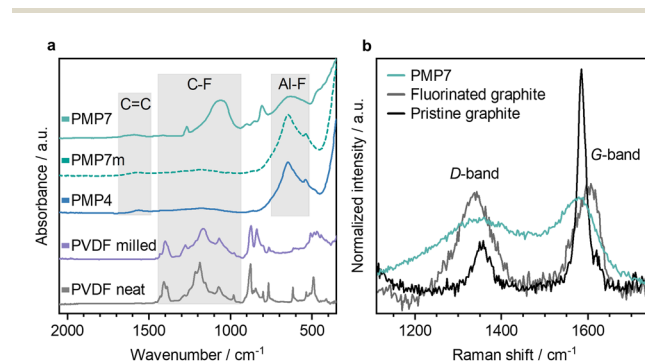 a
b
C=C
C-F
Al-F
PMP7
PMP7m
PMP4
PVDF milled
PVDF neat
Absorbance / a.u.
2000 1500 1000 500
Wavenumber / cm⁻¹
PMP7
Fluorinated graphite
Pristine graphite
D-band
G-band
Normalized intensity / a.u.
1200 1400 1600
Raman shift / cm⁻¹